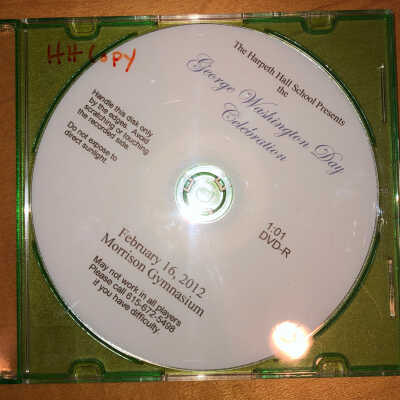 HH Copy
The Harpeth Hall School Presents
the
George Washington Day
Celebration
Handle this disk only
by the edges. Avoid
scratching or touching
the recorded side.
Do not expose to
direct sunlight.
1:01
DVD-R
February 16, 2012
Morrison Gymnasium
May not work in all players
Please call 615-672-5498
if you have difficulty